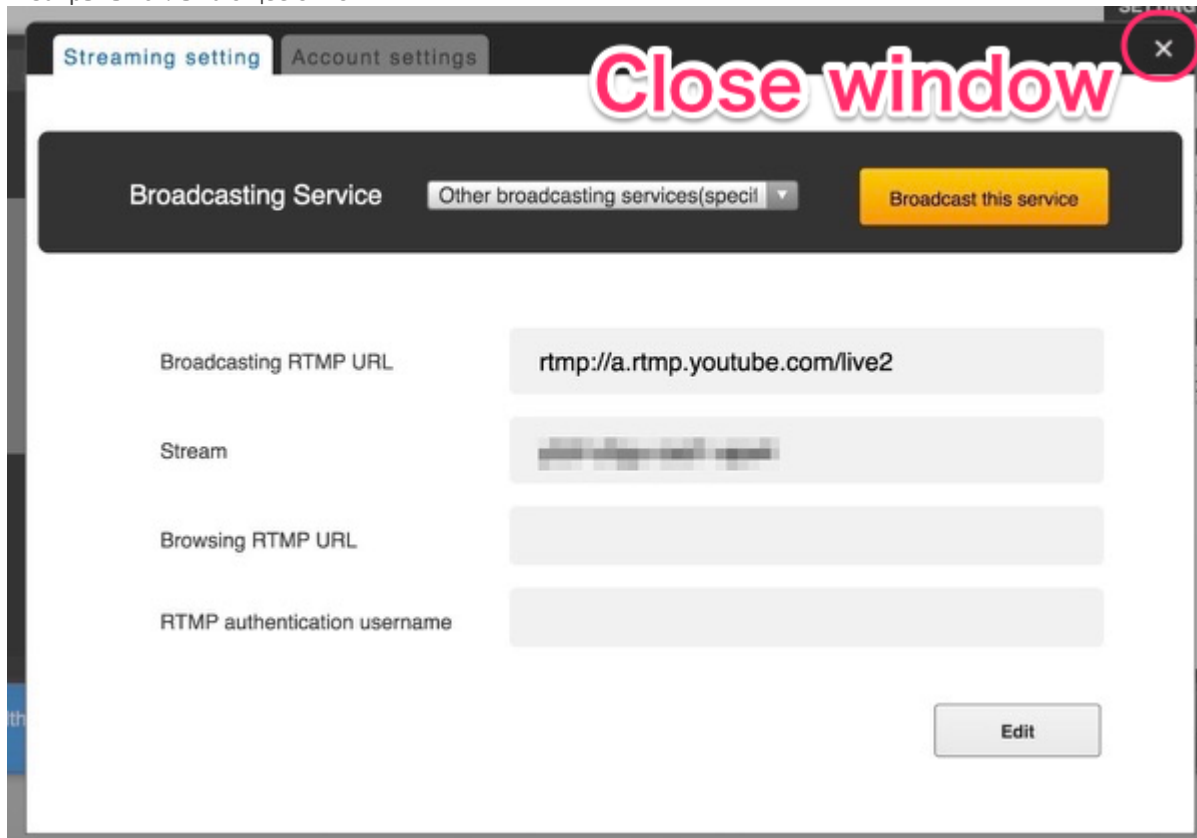 SETTING
Streaming setting
Account settings
Close window
×
Broadcasting Service
Other broadcasting services(specif
Broadcast this service
Broadcasting RTMP URL
rtmp://a.rtmp.youtube.com/live2
Stream
Browsing RTMP URL
RTMP authentication username
Edit